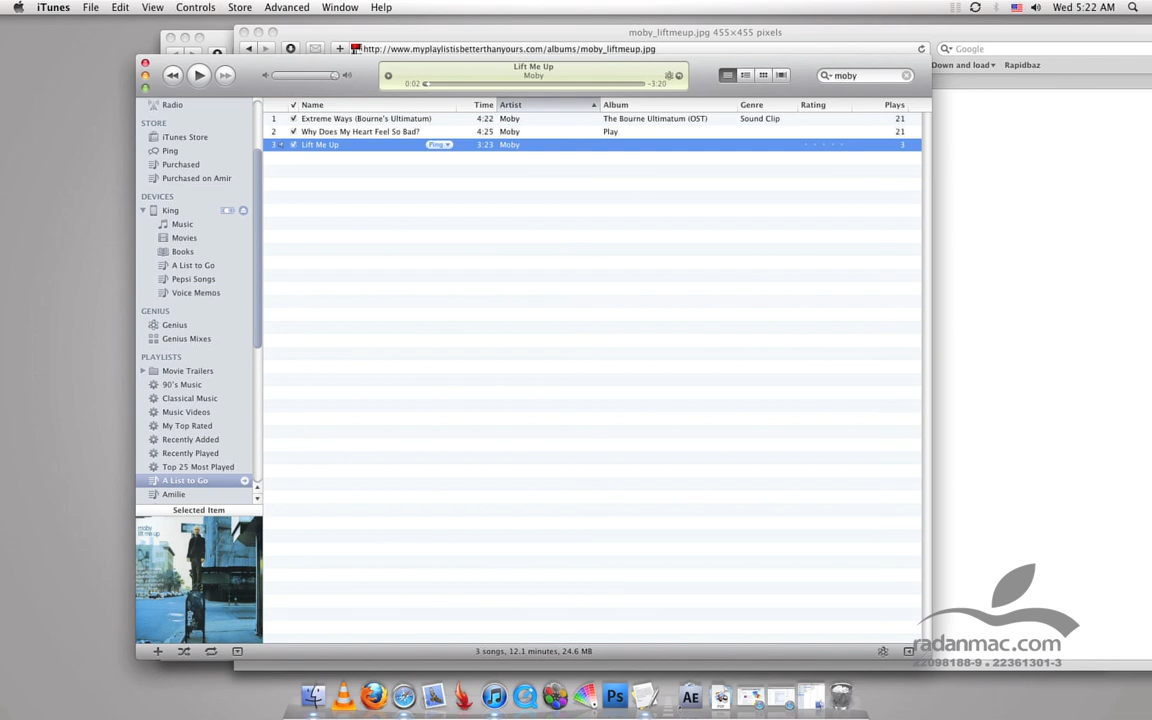 iTunes File Edit View Controls Store Advanced Window Help Wed 5:22 AM
moby_liftmeup.jpg 455×455 pixels
http://www.myplaylistisbetterthanyours.com/albums/moby_liftmeup.jpg Google
Down and load Rapidbaz
Lift Me Up
Moby
0:02 -3:20
moby
Name Time Artist Album Genre Rating Plays
1 Extreme Ways (Bourne's Ultimatum) 4:22 Moby The Bourne Ultimatum (OST) Sound Clip 21
2 Why Does My Heart Feel So Bad? 4:25 Moby Play 21
3 Lift Me Up Ping 3:23 Moby 3
Radio
STORE
iTunes Store
Ping
Purchased
Purchased on Amir
DEVICES
King
Music
Movies
Books
A List to Go
Pepsi Songs
Voice Memos
GENIUS
Genius
Genius Mixes
PLAYLISTS
Movie Trailers
90's Music
Classical Music
Music Videos
My Top Rated
Recently Added
Recently Played
Top 25 Most Played
A List to Go
Amilie
Selected Item
moby
lift me up
3 songs, 12.1 minutes, 24.6 MB
radanmac.com
22098188-9 . 22361301-3
Ps AE
PDF